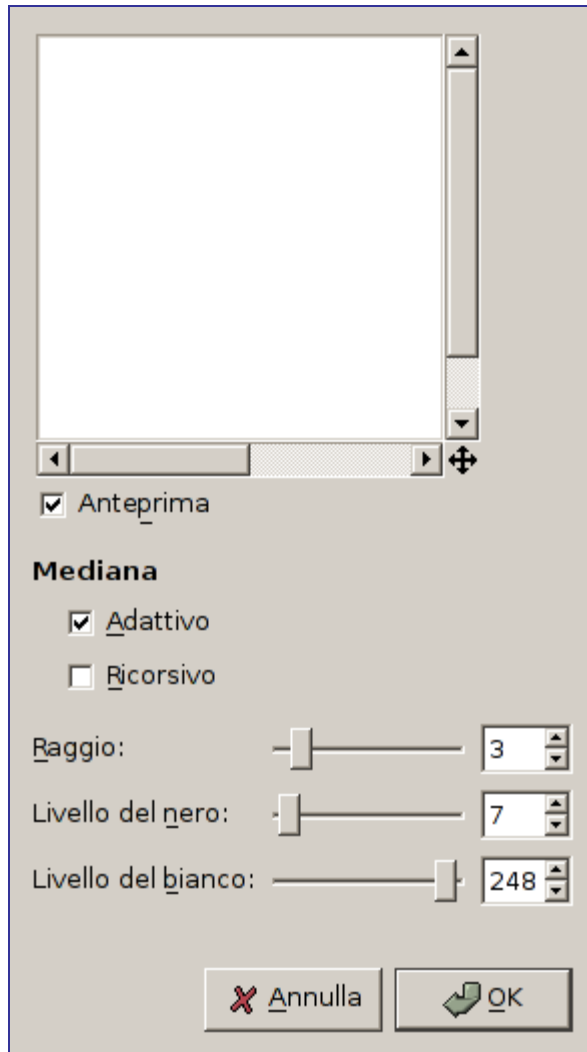 Anteprima
Mediana
Adattivo
Ricorsivo
Raggio: 3
Livello del nero: 7
Livello del bianco: 248
Annulla OK